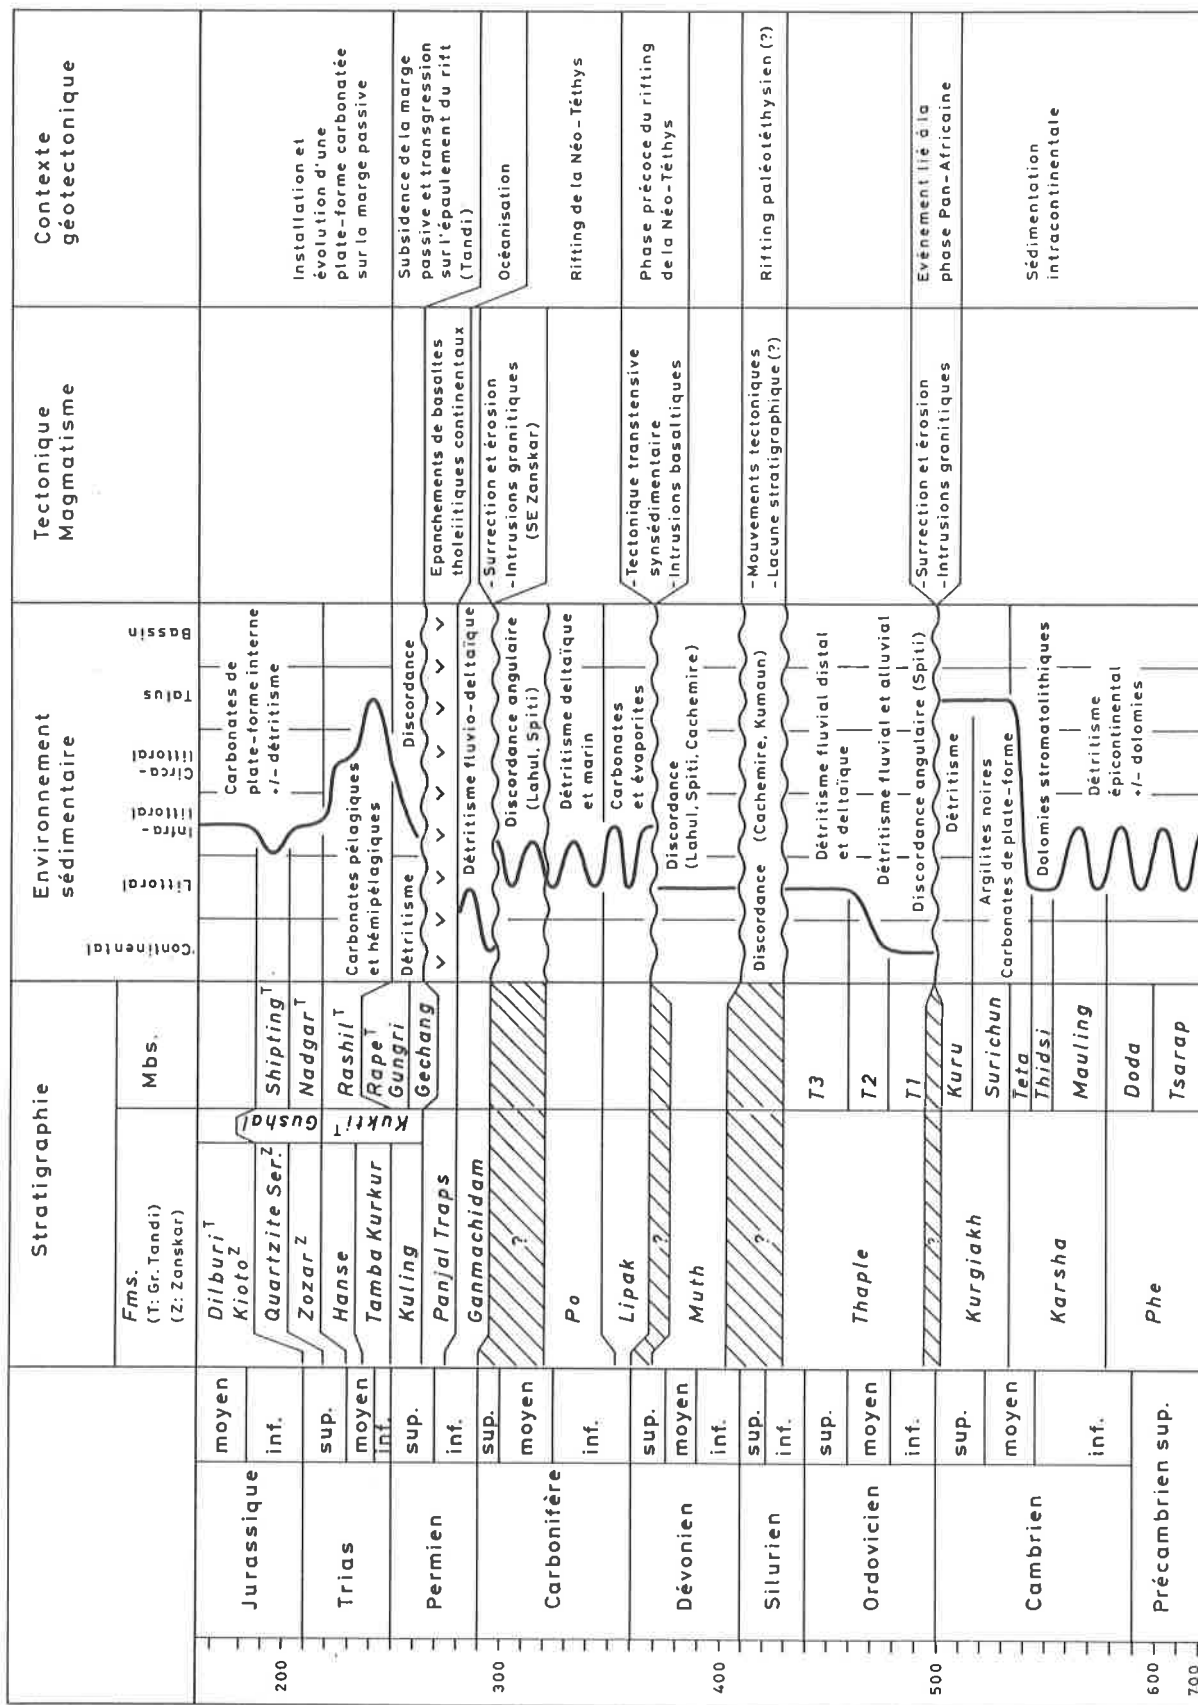 Stratigraphie
Environnement
sédimentaire
Tectonique
Magmatisme
Contexte
géotectonique
Fms.
(T: Gr. Tandi)
(Z: Zanskar)
Mbs.
Continental
Littoral
Infra-
littoral
Circa-
littoral
Talus
Bassin
200
300
400
500
600
700
Jurassique
moyen
inf.
Trias
sup.
moyen
inf.
Permien
sup.
inf.
Carbonifère
sup.
moyen
inf.
Dévonien
sup.
moyen
inf.
Silurien
sup.
inf.
Ordovicien
sup.
moyen
inf.
Cambrien
sup.
moyen
inf.
Précambrien sup.
Dilburi T
Kioto Z
Quartzite Ser. Z
Zozar Z
Hanse
Tamba Kurkur
Kuling
Panjal Traps
Ganmachidam
?
Po
Lipak
?
Muth
?
Thaple
?
Kurgiakh
Karsha
Phe
Gusha T
Kukti T
Shipting T
Nadgar T
Rashil T
Rape T
Gungri
Gechang
T3
T2
T1
Kuru
Surichun
Teta
Thidsi
Mauling
Doda
Tsarap
Carbonates de
plate-forme interne
+/- détritisme
Carbonates pélagiques
et hémipélagiques
Détritisme
Discordance
Détritisme fluvio-deltaïque
Discordance angulaire
(Lahul, Spiti)
Détritisme deltaïque
et marin
Carbonates
et évaporites
Discordance
(Lahul, Spiti, Cachemire)
Discordance (Cachemire, Kumaun)
Détritisme fluvial distal
et deltaïque
Détritisme fluvial et alluvial
Discordance angulaire (Spiti)
Détritisme
Argilites noires
Carbonates de plate-forme
Dolomies stromatolithiques
Détritisme
épicontinental
+/- dolomies
Epanchements de basaltes
tholeiitiques continentaux
- Surrection et érosion
- Intrusions granitiques
(SE Zanskar)
- Tectonique transtensive
synsédimentaire
- Intrusions basaltiques
- Mouvements tectoniques
- Lacune stratigraphique (?)
- Surrection et érosion
- Intrusions granitiques
Installation et
évolution d'une
plate-forme carbonatée
sur la marge passive
Subsidence de la marge
passive et transgression
sur l'épaulement du rift
(Tandi)
Océanisation
Rifting de la Néo-Téthys
Phase précoce du rifting
de la Néo-Téthys
Rifting paléotéthysien (?)
Evénement lié à la
phase Pan-Africaine
Sédimentation
intracontinentale